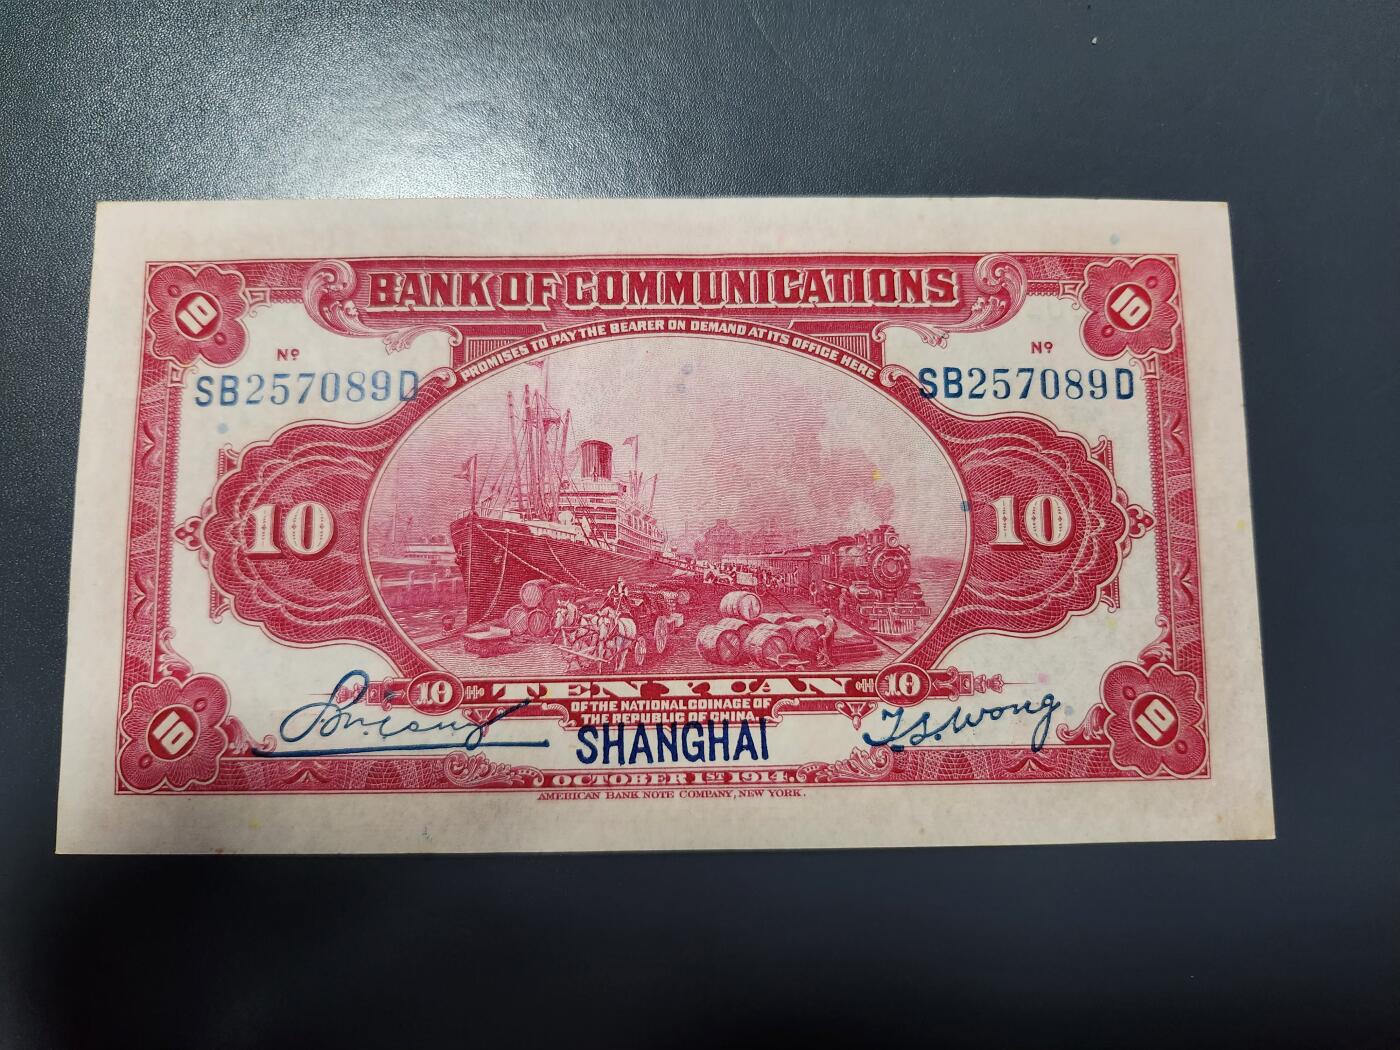 BANK OF COMMUNICATIONS
PROMISES TO PAY THE BEARER ON DEMAND AT ITS OFFICE HERE
10 10
Nº Nº
SB257089D SB257089D
10 10
10 TEN YUAN 10
OF THE NATIONAL COINAGE OF
THE REPUBLIC OF CHINA
T.S. Wong
SHANGHAI
10 10
OCTOBER 1ST 1914.
AMERICAN BANK NOTE COMPANY, NEW YORK.